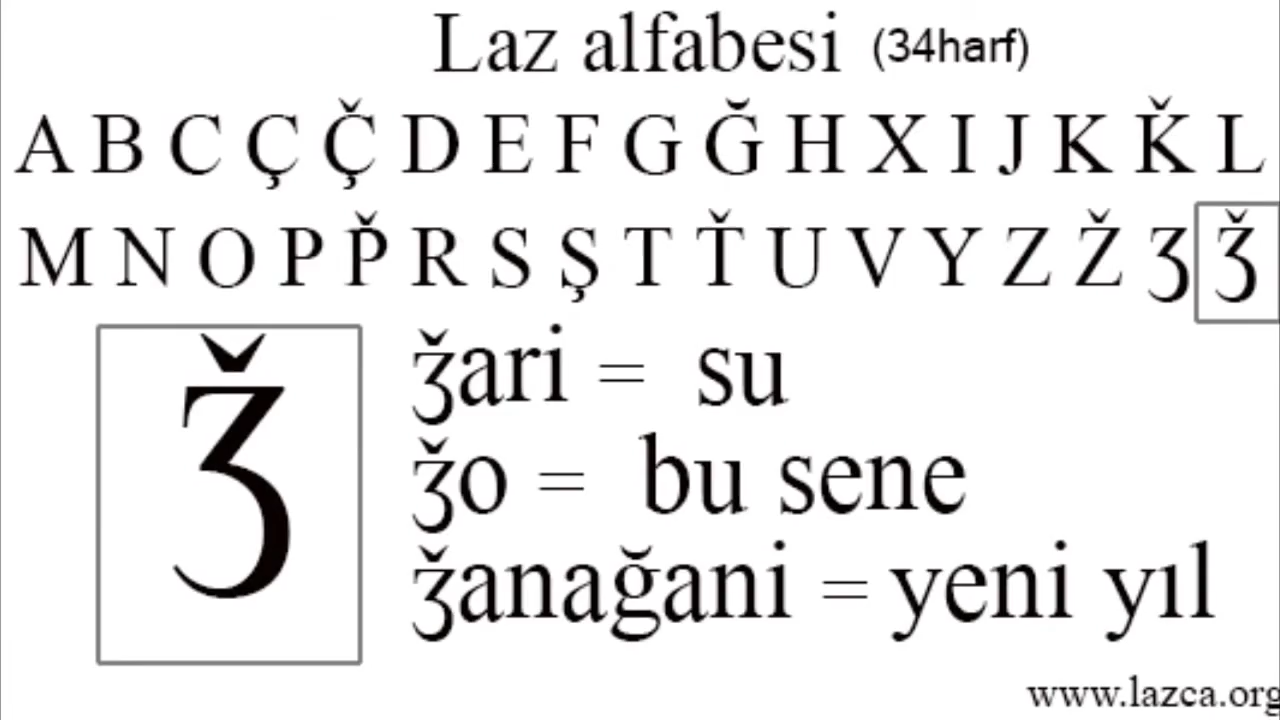 Laz alfabesi (34harf)
A B C Ç Ç̌ D E F G Ğ H X I J K Ǩ L
M N O P P̌ R S Ş T Ť U V Y Z Ž Ʒ Ǯ
Ǯ
ǯari = su
ǯo = bu sene
ǯanağani = yeni yıl
www.lazca.org